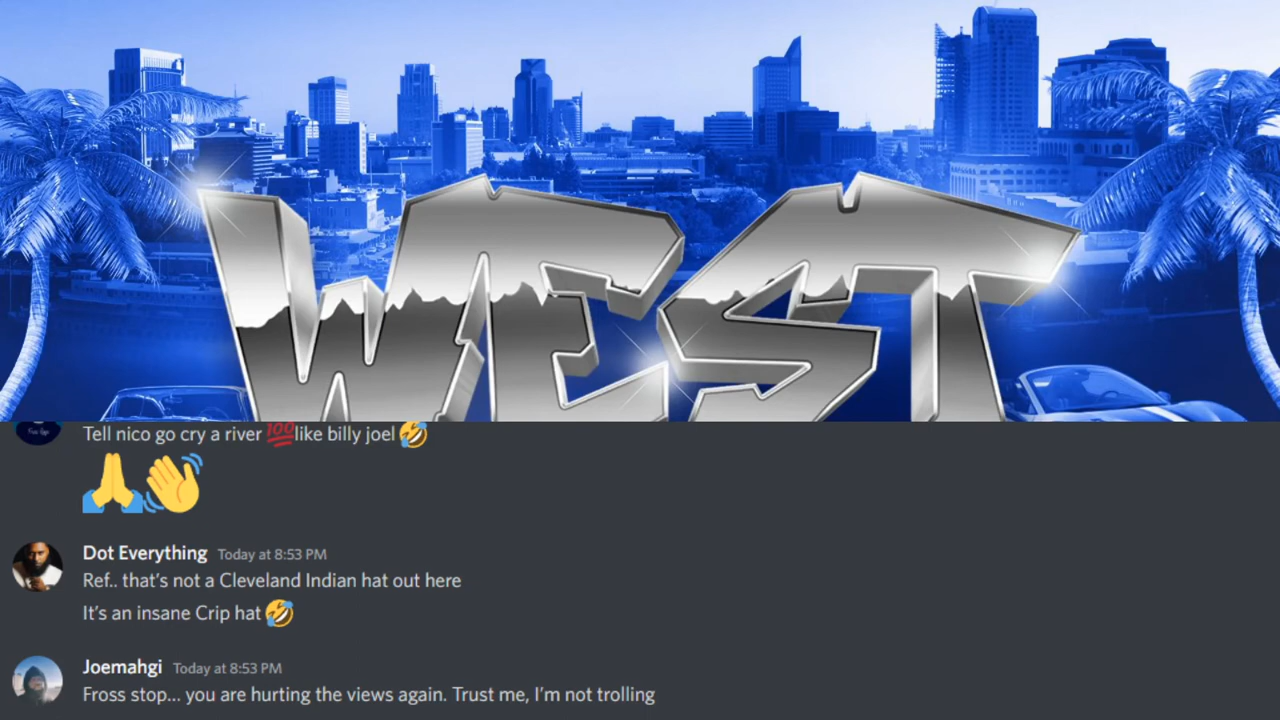 WEST
Tell nico go cry a river 💯like billy joel 🤣
🙏👋
Dot Everything Today at 8:53 PM
Ref.. that's not a Cleveland Indian hat out here
It's an insane Crip hat 🤣
Joemahgi Today at 8:53 PM
Fross stop... you are hurting the views again. Trust me, I'm not trolling